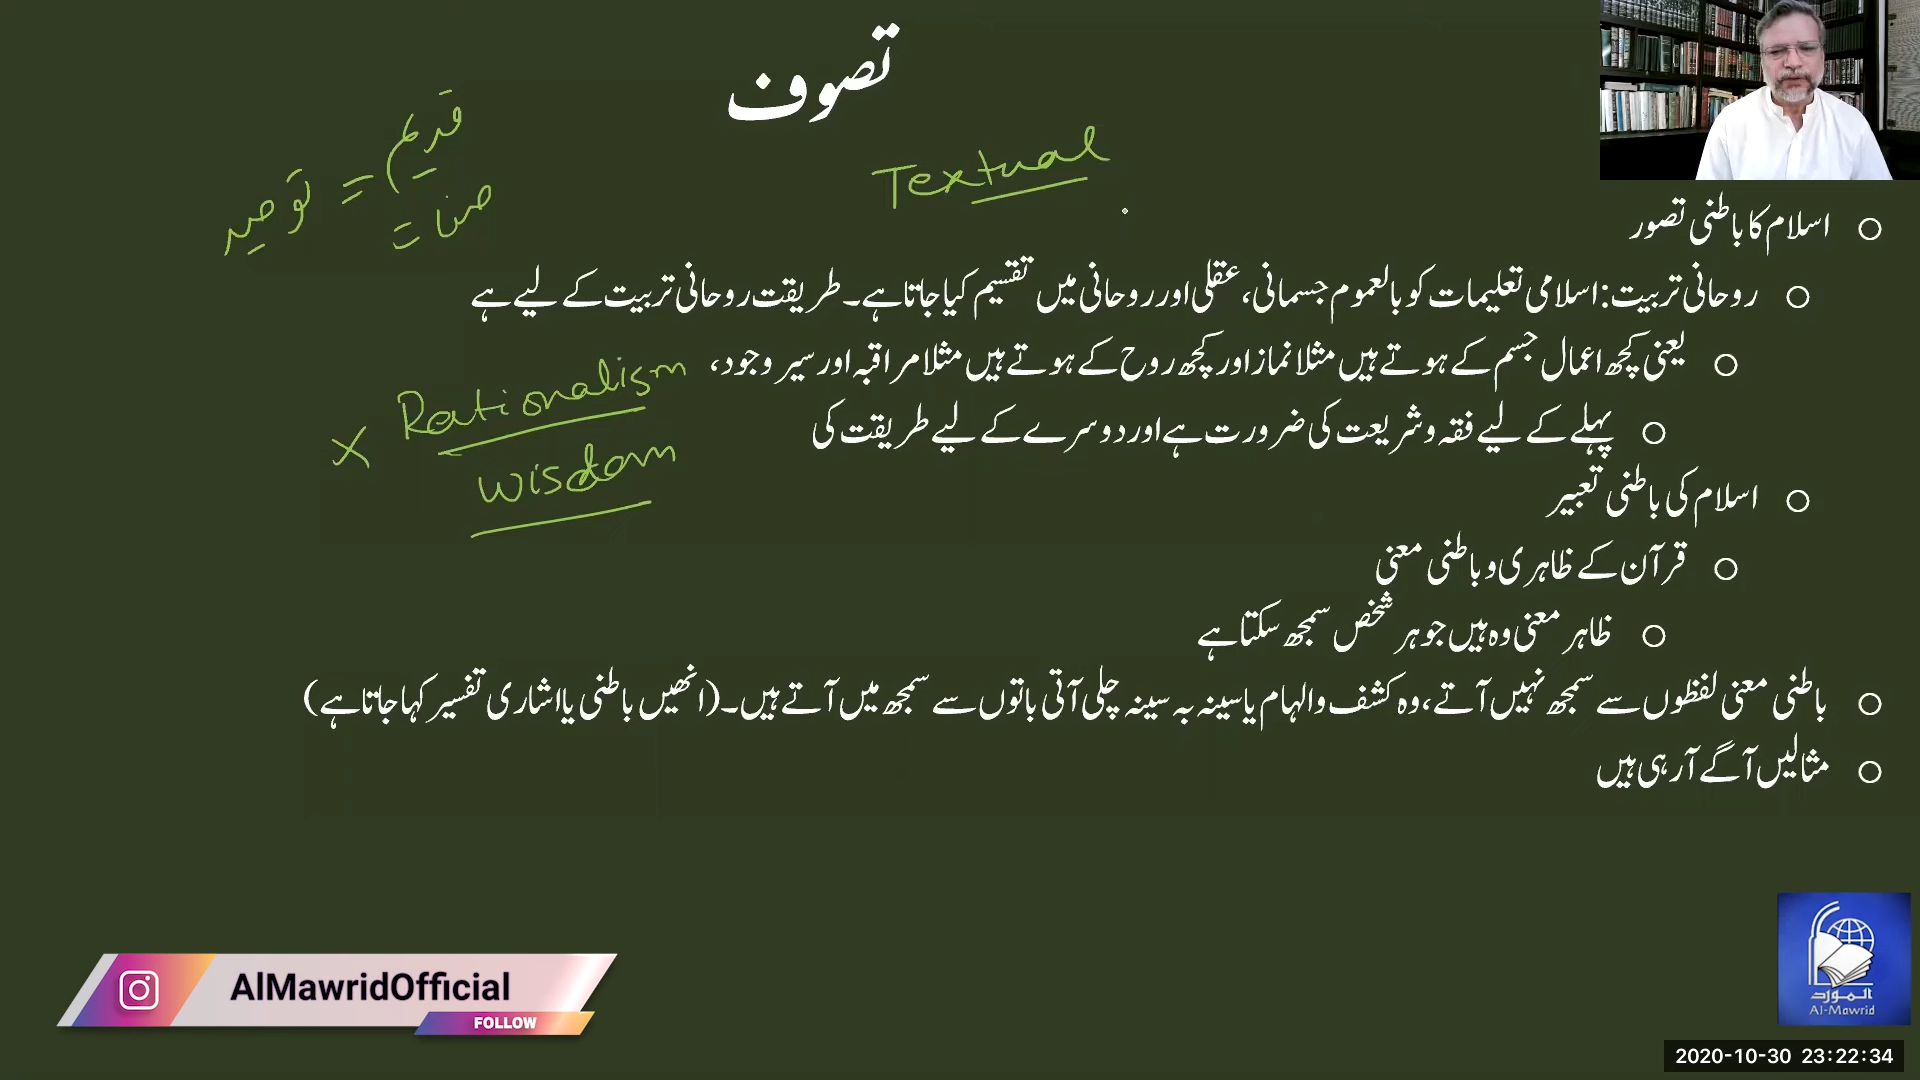 تصوف
Textual
قدیم = توحید
اسلام کا باطنی تصور
روحانی تربیت: اسلامی تعلیمات کو بالعموم جسمانی، عقلی اور روحانی میں تقسیم کیا جاتا ہے۔ طریقت روحانی تربیت کے لیے ہے
یعنی کچھ اعمال جسم کے ہوتے ہیں مثلا نماز اور کچھ روح کے ہوتے ہیں مثلا مراقبہ اور سیر وجود،
پہلے کے لیے فقہ و شریعت کی ضرورت ہے اور دوسرے کے لیے طریقت کی
Rationalism
x wisdom
اسلام کی باطنی تعبیر
قرآن کے ظاہری و باطنی معنی
ظاہر معنی وہ ہیں جو ہر شخص سمجھ سکتا ہے
باطنی معنی لفظوں سے سمجھ نہیں آتے، وہ کشف و الہام یا سینہ بہ سینہ چلی آتی باتوں سے سمجھ میں آتے ہیں۔ (انھیں باطنی یا اشاری تفسیر کہا جاتا ہے)
مثالیں آگے آ رہی ہیں
AlMawridOfficial
FOLLOW
المورد
Al-Mawrid
2020-10-30 23:22:34